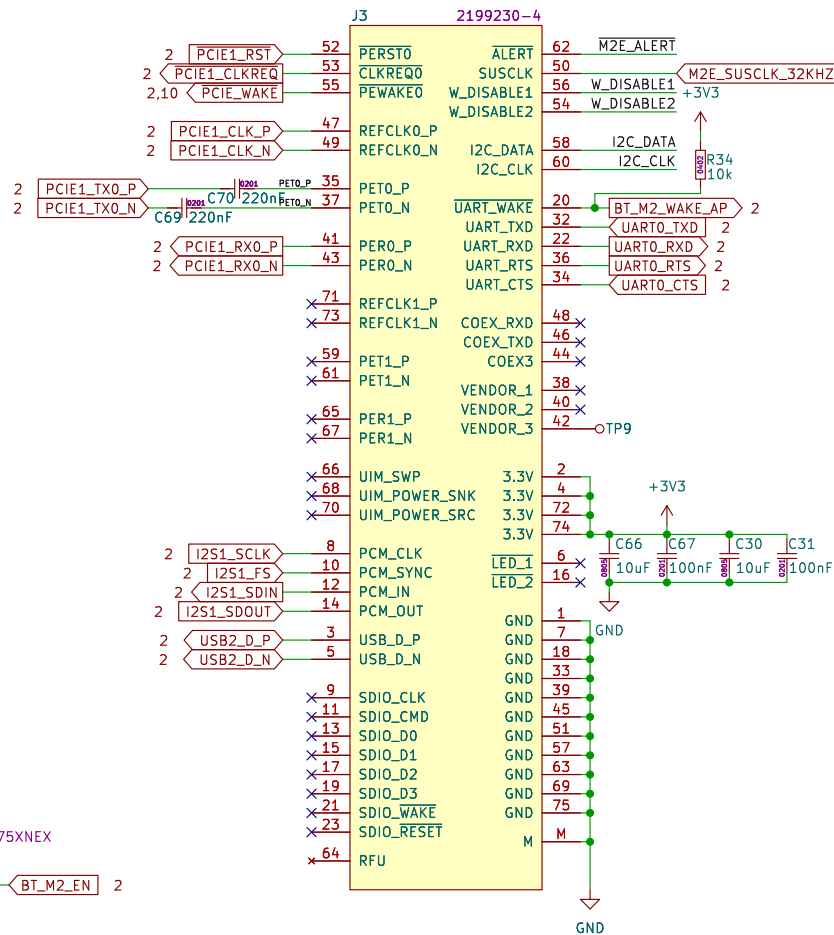 J3 2199230-4
2 PCIE1_RST 52 PERST0 ALERT 62 M2E_ALERT
2 PCIE1_CLKREQ 53 CLKREQ0 SUSCLK 50 M2E_SUSCLK_32KHZ
2,10 PCIE_WAKE 55 PEWAKE0 W_DISABLE1 56 W_DISABLE1 +3V3
W_DISABLE2 54 W_DISABLE2
2 PCIE1_CLK_P 47 REFCLK0_P
2 PCIE1_CLK_N 49 REFCLK0_N I2C_DATA 58 I2C_DATA
I2C_CLK 60 I2C_CLK 0402 R34
10k
2 PCIE1_TX0_P 0201 C70 220nF PET0_P 35 PET0_P
2 PCIE1_TX0_N 0201 C69 220nF PET0_N 37 PET0_N UART_WAKE 20 BT_M2_WAKE_AP 2
UART_TXD 32 UART0_TXD 2
2 PCIE1_RX0_P 41 PER0_P UART_RXD 22 UART0_RXD 2
2 PCIE1_RX0_N 43 PER0_N UART_RTS 36 UART0_RTS 2
UART_CTS 34 UART0_CTS 2
71 REFCLK1_P
73 REFCLK1_N COEX_RXD 48
COEX_TXD 46
59 PET1_P COEX3 44
61 PET1_N
VENDOR_1 38
VENDOR_2 40
65 PER1_P VENDOR_3 42 TP9
67 PER1_N
66 UIM_SWP 3.3V 2
68 UIM_POWER_SNK 3.3V 4 +3V3
70 UIM_POWER_SRC 3.3V 72
3.3V 74
2 I2S1_SCLK 8 PCM_CLK C66 C67 C30 C31
LED_1 6 0805 10uF 0201 100nF 0805 10uF 0201 100nF
2 I2S1_FS 10 PCM_SYNC LED_2 16
2 I2S1_SDIN 12 PCM_IN
2 I2S1_SDOUT 14 PCM_OUT GND 1
GND
2 USB2_D_P 3 USB_D_P GND 7
2 USB2_D_N 5 USB_D_N GND 18
GND 33
9 SDIO_CLK GND 39
11 SDIO_CMD GND 45
13 SDIO_D0 GND 51
15 SDIO_D1 GND 57
17 SDIO_D2 GND 63
19 SDIO_D3 GND 69
21 SDIO_WAKE GND 75
23 SDIO_RESET M M
75XNEX
64 RFU
BT_M2_EN 2
GND